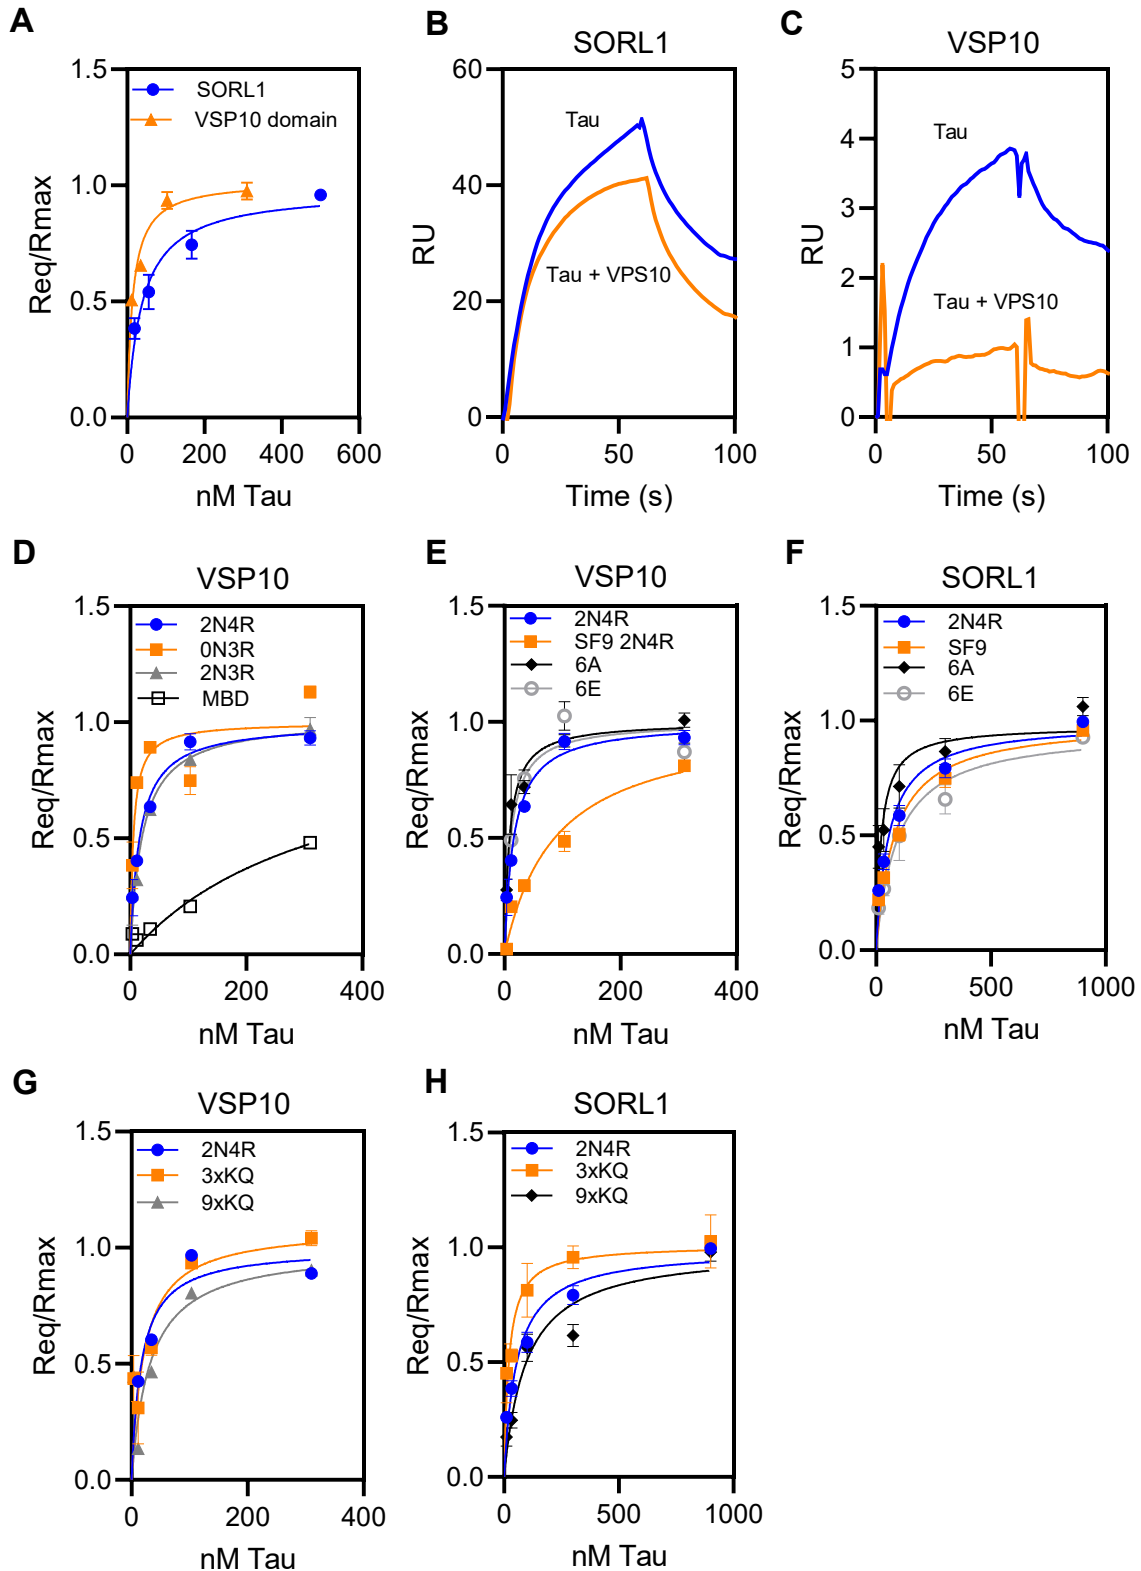 A
1.5
1.0
0.5
0.0
Req/Rmax
SORL1
VSP10 domain
0 200 400 600
nM Tau
B
SORL1
60
40
20
0
RU
Tau
Tau + VPS10
0 50 100
Time (s)
C
VSP10
5
4
3
2
1
0
RU
Tau
Tau + VPS10
0 50 100
Time (s)
D
VSP10
1.5
1.0
0.5
0.0
Req/Rmax
2N4R
0N3R
2N3R
MBD
0 200 400
nM Tau
E
VSP10
1.5
1.0
0.5
0.0
Req/Rmax
2N4R
SF9 2N4R
6A
6E
0 200 400
nM Tau
F
SORL1
1.5
1.0
0.5
0.0
Req/Rmax
2N4R
SF9
6A
6E
0 500 1000
nM Tau
G
VSP10
1.5
1.0
0.5
0.0
Req/Rmax
2N4R
3xKQ
9xKQ
0 200 400
nM Tau
H
SORL1
1.5
1.0
0.5
0.0
Req/Rmax
2N4R
3xKQ
9xKQ
0 500 1000
nM Tau